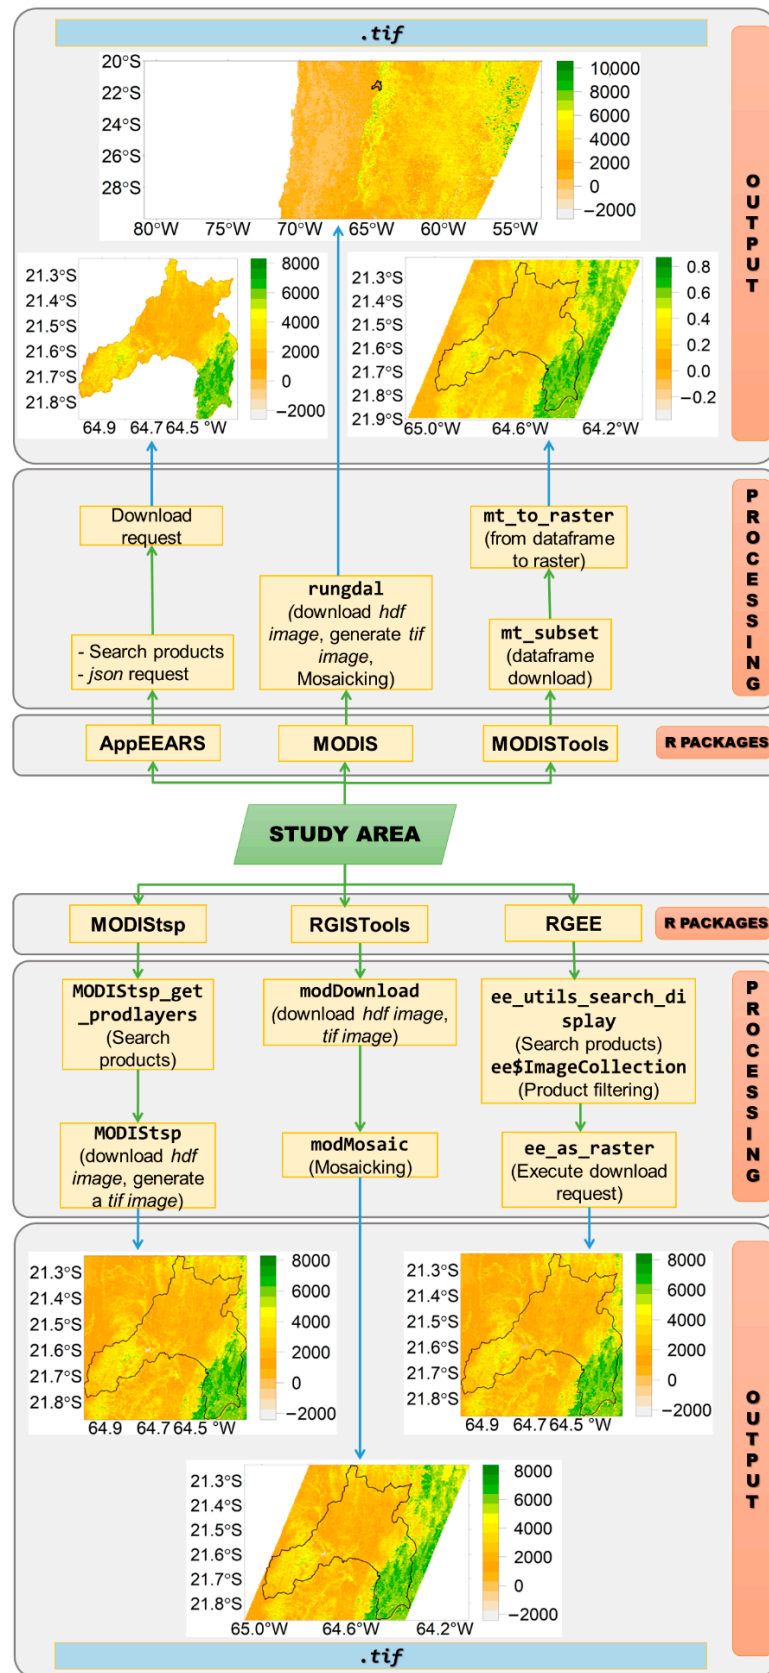 .tif
20°S
22°S
24°S
26°S
28°S
80°W 75°W 70°W 65°W 60°W 55°W
10,000
8000
6000
4000
2000
0
−2000
OUTPUT
21.3°S
21.4°S
21.5°S
21.6°S
21.7°S
21.8°S
64.9 64.7 64.5 °W
8000
6000
4000
2000
0
−2000
21.3°S
21.4°S
21.5°S
21.6°S
21.7°S
21.8°S
21.9°S
65.0°W 64.6°W 64.2°W
0.8
0.6
0.4
0.2
0.0
−0.2
Download
request
- Search products
- json request
rungdal
(download hdf
image, generate tif
image,
Mosaicking)
mt_to_raster
(from dataframe
to raster)
mt_subset
(dataframe
download)
PROCESSING
AppEEARS
MODIS
MODISTools
R PACKAGES
STUDY AREA
MODIStsp
RGISTools
RGEE
R PACKAGES
MODIStsp_get
_prodlayers
(Search
products)
MODIStsp
(download hdf
image, generate
a tif image)
modDownload
(download hdf image,
tif image)
modMosaic
(Mosaicking)
ee_utils_search_di
splay
(Search products)
ee$ImageCollection
(Product filtering)
ee_as_raster
(Execute download
request)
PROCESSING
21.3°S
21.4°S
21.5°S
21.6°S
21.7°S
21.8°S
64.9 64.7 64.5 °W
8000
6000
4000
2000
0
−2000
21.3°S
21.4°S
21.5°S
21.6°S
21.7°S
21.8°S
64.9 64.7 64.5 °W
8000
6000
4000
2000
0
−2000
OUTPUT
21.3°S
21.4°S
21.5°S
21.6°S
21.7°S
21.8°S
65.0°W 64.6°W 64.2°W
8000
6000
4000
2000
0
−2000
.tif